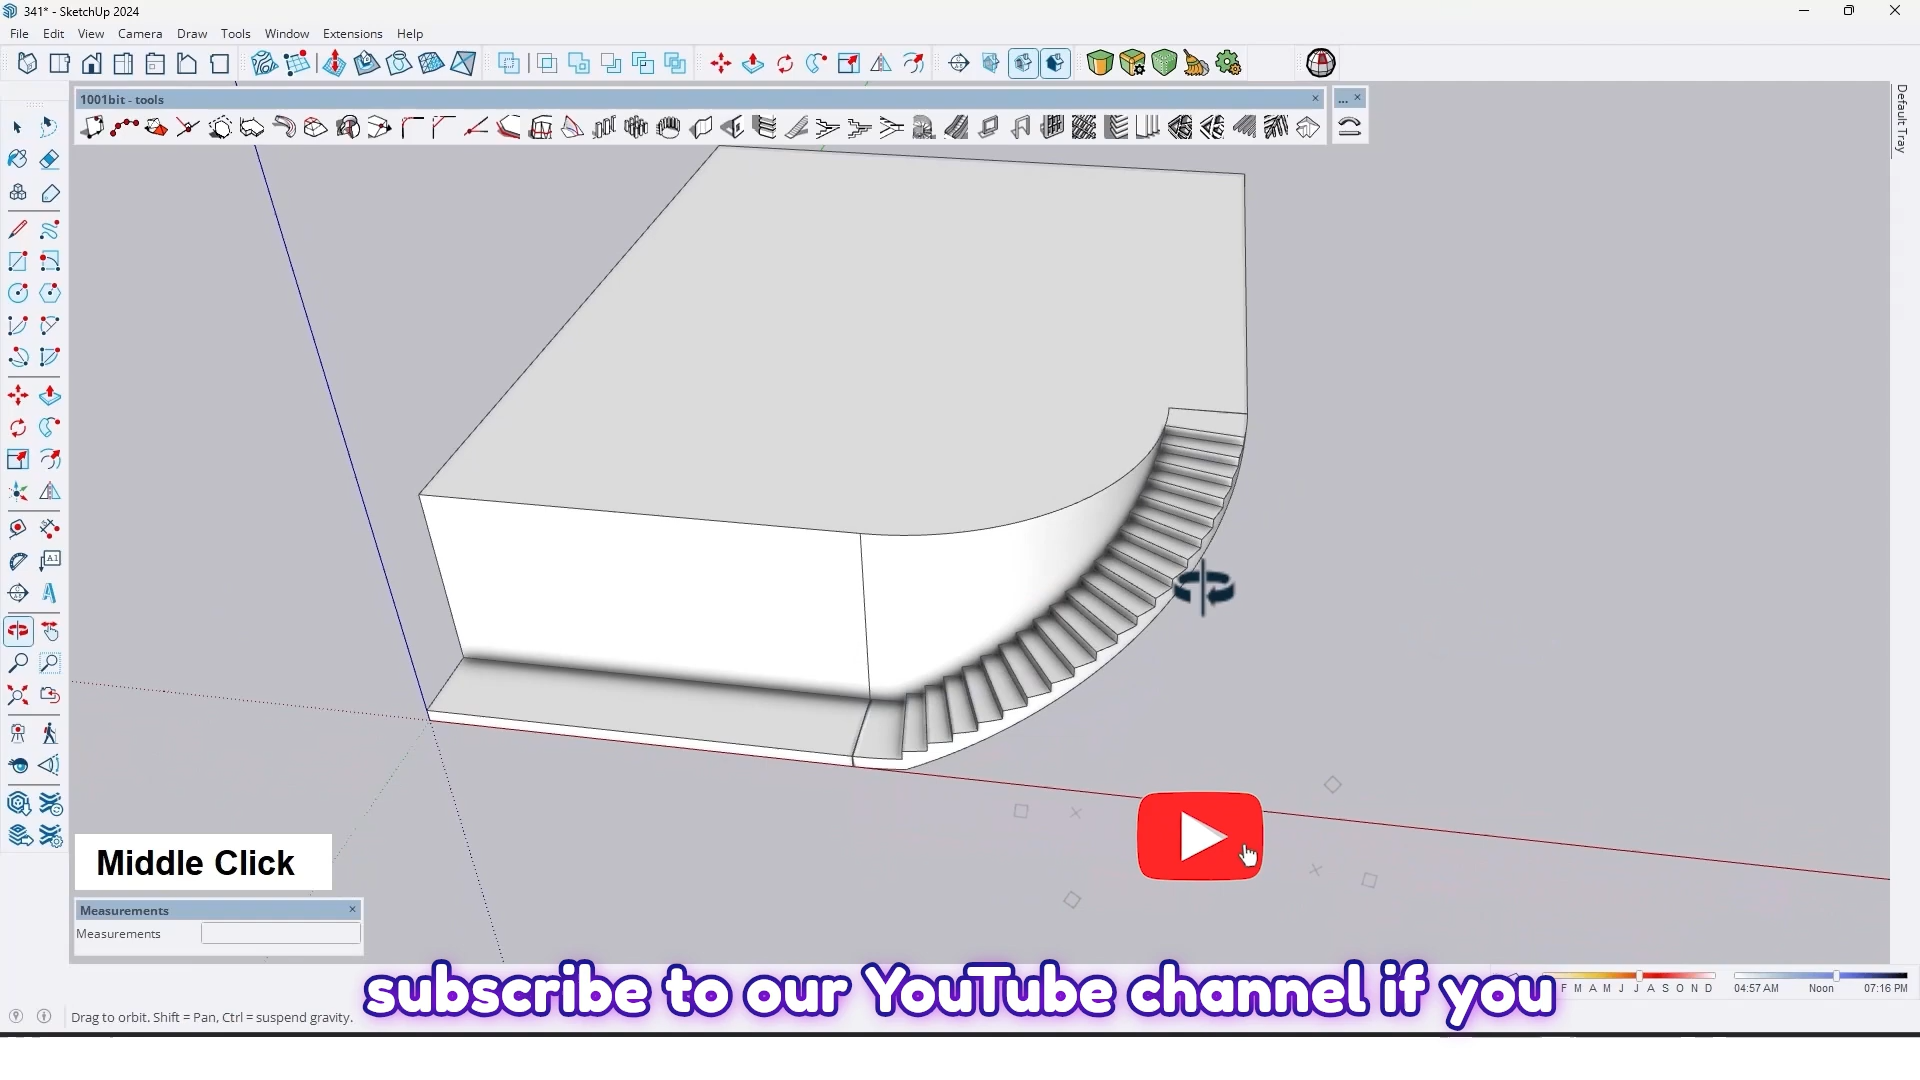 341* - SketchUp 2024
File Edit View Camera Draw Tools Window Extensions Help
1001bit - tools
...
Default Tray
A1
Middle Click
Measurements
Measurements
subscribe to our YouTube channel if you
F M A M J J A S O N D
04:57 AM Noon 07:16 PM
Drag to orbit. Shift = Pan, Ctrl = suspend gravity.